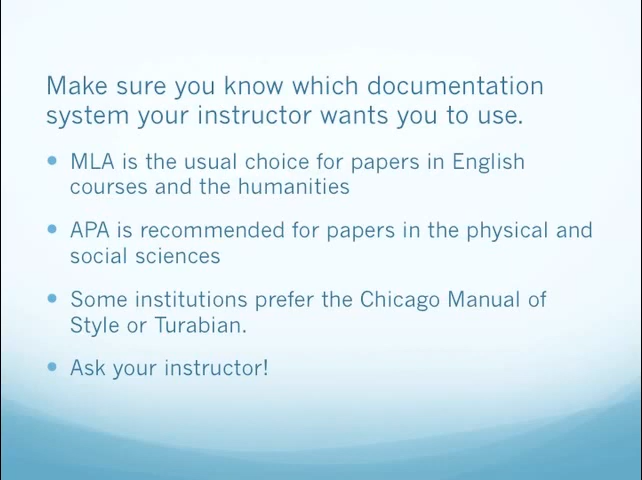 Make sure you know which documentation
system your instructor wants you to use.
• MLA is the usual choice for papers in English
courses and the humanities
• APA is recommended for papers in the physical and
social sciences
• Some institutions prefer the Chicago Manual of
Style or Turabian.
• Ask your instructor!